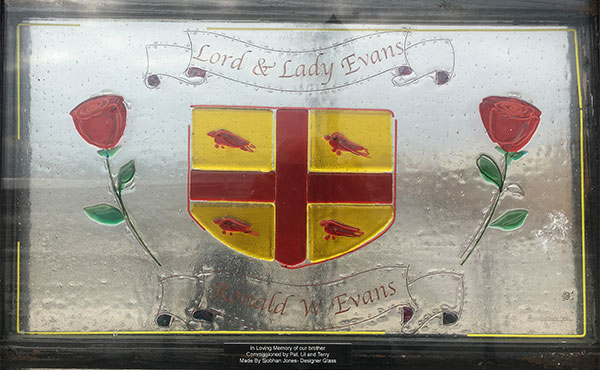 Lord & Lady Evans
Ronald W Evans
In Loving Memory of our brother
Commissioned by Pat, Lil and Terry
Made By Siobhan Jones- Designer Glass